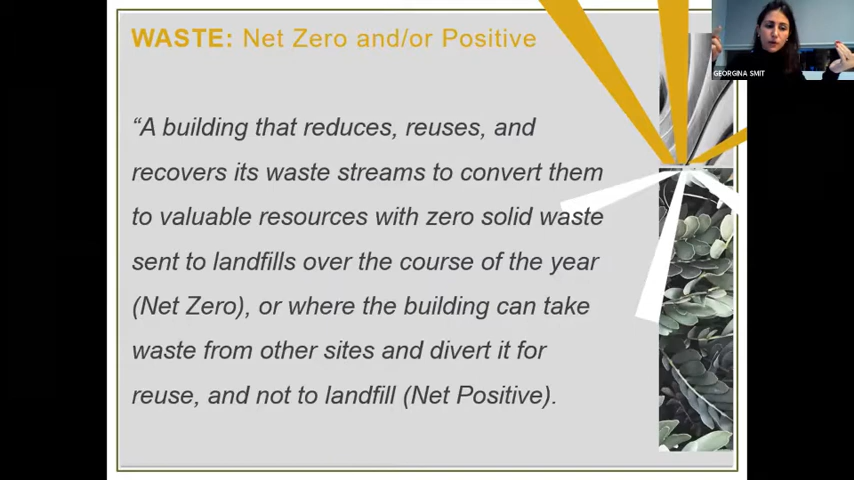 WASTE: Net Zero and/or Positive
GEORGINA SMIT
“A building that reduces, reuses, and
recovers its waste streams to convert them
to valuable resources with zero solid waste
sent to landfills over the course of the year
(Net Zero), or where the building can take
waste from other sites and divert it for
reuse, and not to landfill (Net Positive).